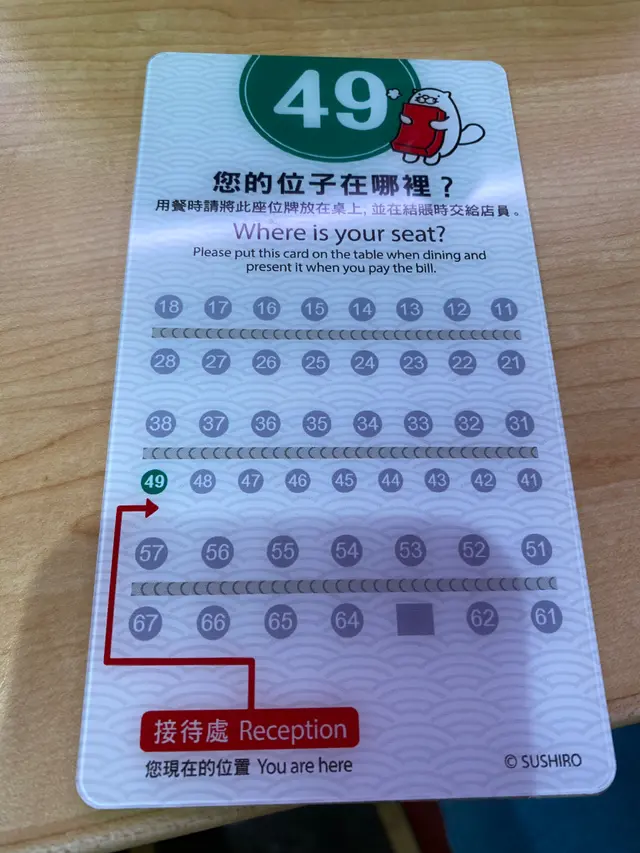 49
您的位子在哪裡？
用餐時請將此座位牌放在桌上, 並在結賬時交給店員。
Where is your seat?
Please put this card on the table when dining and
present it when you pay the bill.
18 17 16 15 14 13 12 11
28 27 26 25 24 23 22 21
38 37 36 35 34 33 32 31
49 48 47 46 45 44 43 42 41
57 56 55 54 53 52 51
67 66 65 64 62 61
接待處 Reception
您現在的位置 You are here
© SUSHIRO